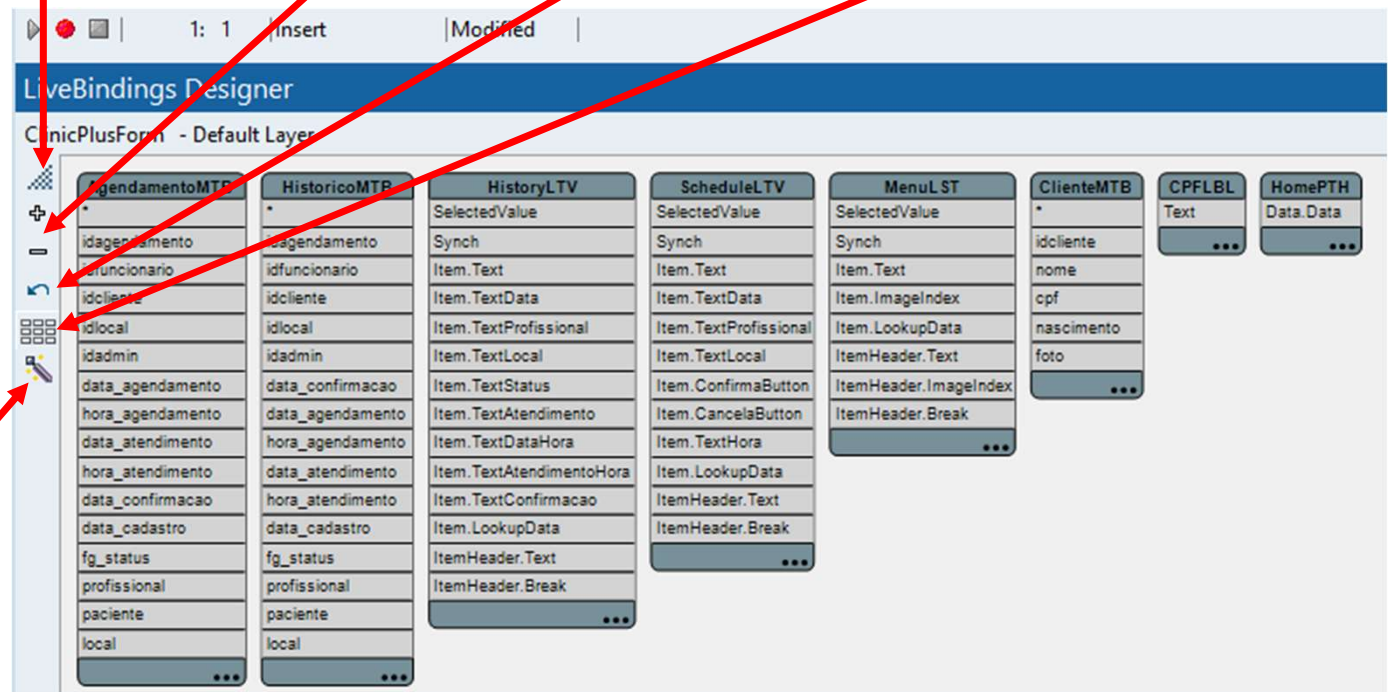 1: 1 Insert Modified
LiveBindings Designer
ClinicPlusForm - Default Layer
AgendamentoMTB
*
idagendamento
idfuncionario
idcliente
idlocal
idadmin
data_agendamento
hora_agendamento
data_atendimento
hora_atendimento
data_confirmacao
data_cadastro
fg_status
profissional
paciente
local
HistoricoMTB
*
idagendamento
idfuncionario
idcliente
idlocal
idadmin
data_confirmacao
data_agendamento
hora_agendamento
data_atendimento
hora_atendimento
data_cadastro
fg_status
profissional
paciente
local
HistoryLTV
SelectedValue
Synch
Item.Text
Item.TextData
Item.TextProfissional
Item.TextLocal
Item.TextStatus
Item.TextAtendimento
Item.TextDataHora
Item.TextAtendimentoHora
Item.TextConfirmacao
Item.LookupData
ItemHeader.Text
ItemHeader.Break
ScheduleLTV
SelectedValue
Synch
Item.Text
Item.TextData
Item.TextProfissional
Item.TextLocal
Item.ConfirmaButton
Item.CancelaButton
Item.TextHora
Item.LookupData
ItemHeader.Text
ItemHeader.Break
MenuLST
SelectedValue
Synch
Item.Text
Item.ImageIndex
Item.LookupData
ItemHeader.Text
ItemHeader.ImageIndex
ItemHeader.Break
ClienteMTB
*
idcliente
nome
cpf
nascimento
foto
CPFLBL
Text
HomePTH
Data.Data